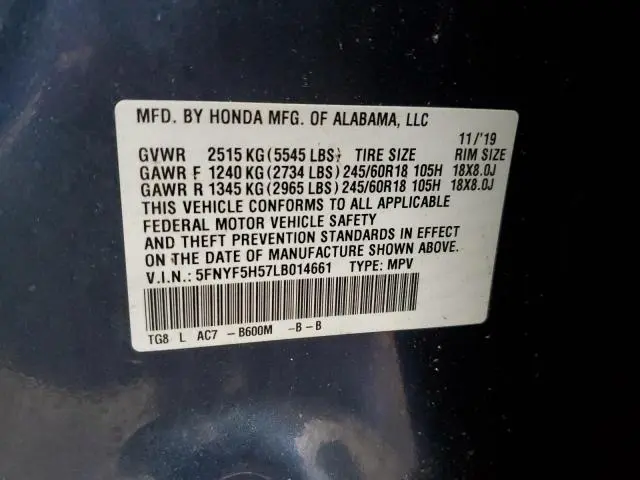 MFD. BY HONDA MFG. OF ALABAMA, LLC
11/'19
GVWR 2515 KG (5545 LBS) TIRE SIZE RIM SIZE
GAWR F 1240 KG (2734 LBS) 245/60R18 105H 18X8.0J
GAWR R 1345 KG (2965 LBS) 245/60R18 105H 18X8.0J
THIS VEHICLE CONFORMS TO ALL APPLICABLE
FEDERAL MOTOR VEHICLE SAFETY
AND THEFT PREVENTION STANDARDS IN EFFECT
ON THE DATE OF MANUFACTURE SHOWN ABOVE.
V.I.N.: 5FNYF5H57LB014661 TYPE: MPV
TG8 L AC7 -B600M -B-B